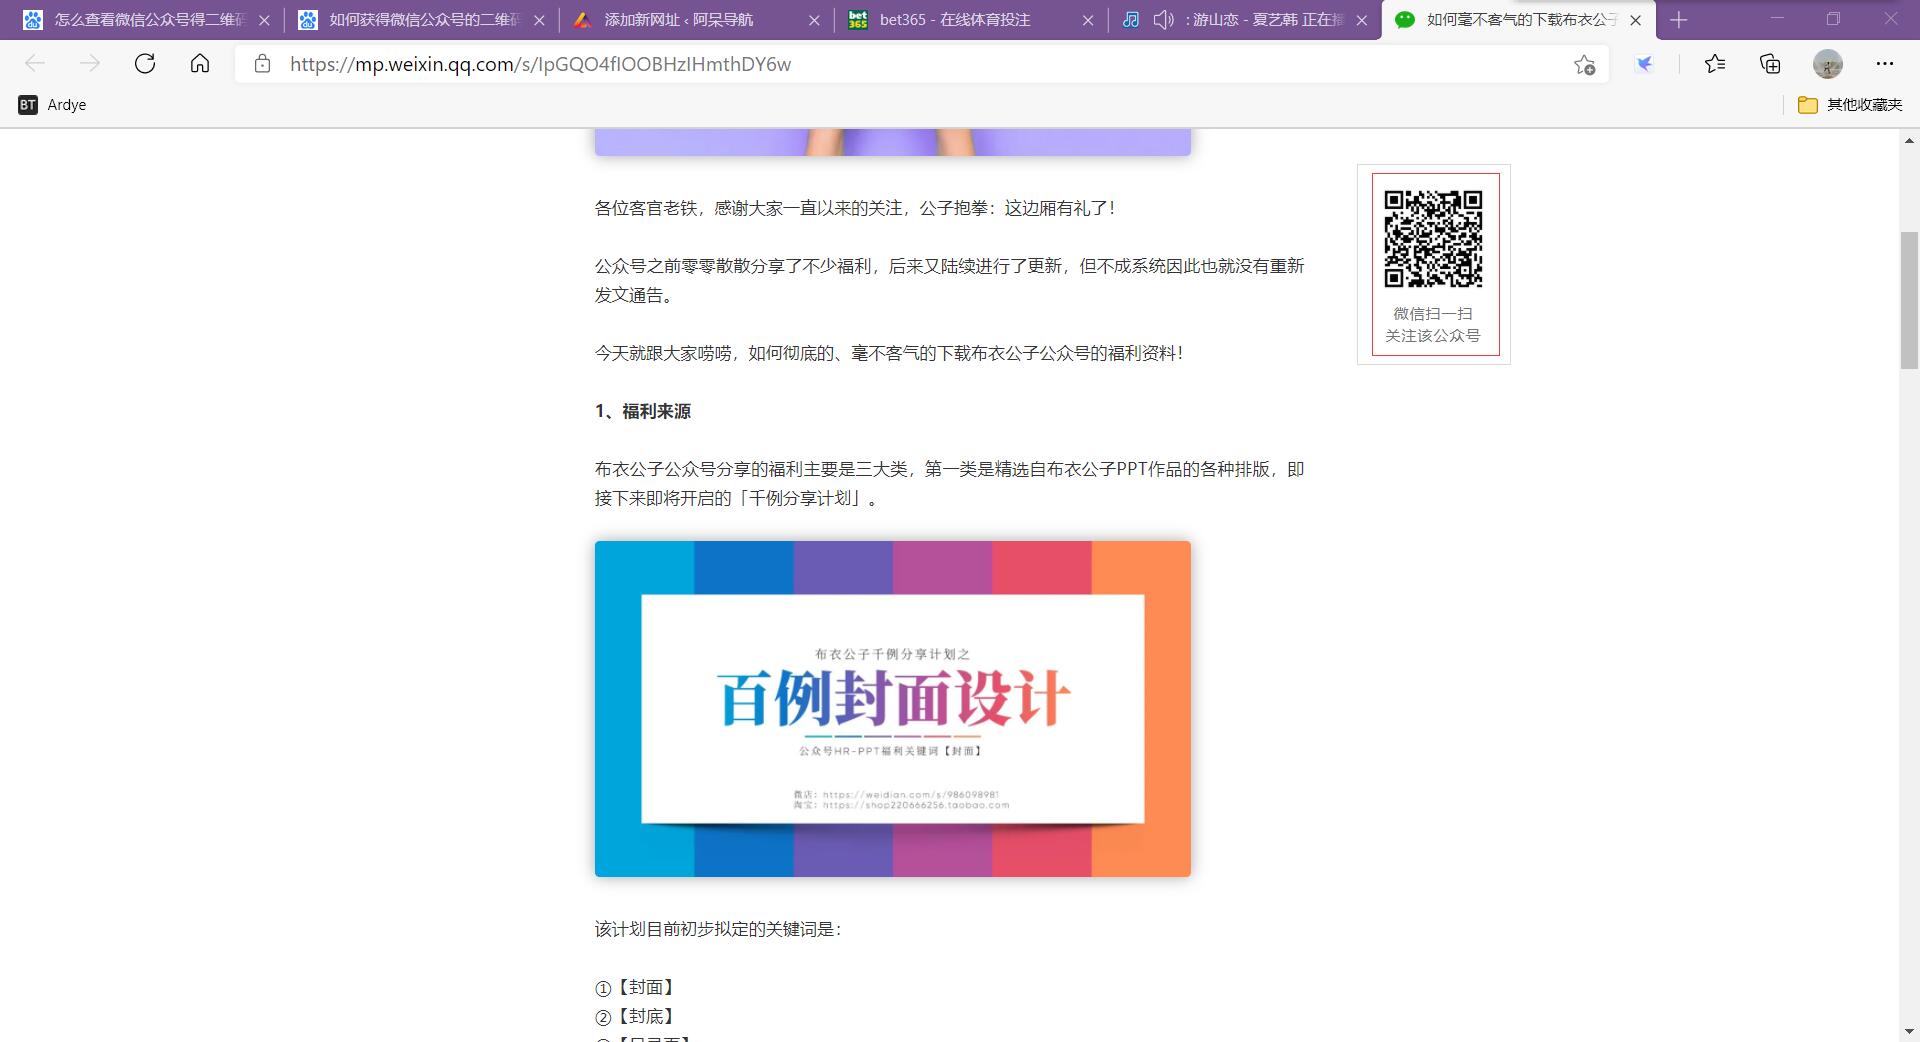 怎么查看微信公众号得二维码
如何获得微信公众号的二维码
添加新网址 ‹ 阿呆导航
bet365 - 在线体育投注
: 游山恋 - 夏艺韩 正在播
如何毫不客气的下载布衣公子
https://mp.weixin.qq.com/s/IpGQO4flOOBHzIHmthDY6w
BT Ardye
其他收藏夹
各位客官老铁，感谢大家一直以来的关注，公子抱拳：这边厢有礼了！
公众号之前零零散散分享了不少福利，后来又陆续进行了更新，但不成系统因此也就没有重新
发文通告。
今天就跟大家唠唠，如何彻底的、毫不客气的下载布衣公子公众号的福利资料！
微信扫一扫
关注该公众号
1、福利来源
布衣公子公众号分享的福利主要是三大类，第一类是精选自布衣公子PPT作品的各种排版，即
接下来即将开启的「千例分享计划」。
布衣公子千例分享计划之
百例封面设计
公众号HR-PPT福利关键词【封面】
微店：https://weidian.com/s/986098981
淘宝：https://shop220666256.taobao.com
该计划目前初步拟定的关键词是：
①【封面】
②【封底】